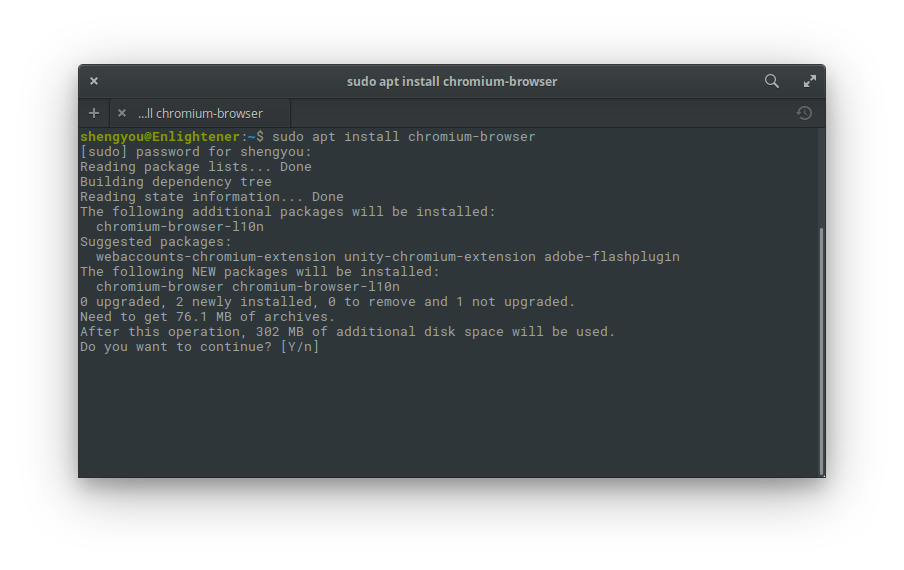 sudo apt install chromium-browser
...ll chromium-browser
shengyou@Enlightener:~$ sudo apt install chromium-browser
[sudo] password for shengyou:
Reading package lists... Done
Building dependency tree
Reading state information... Done
The following additional packages will be installed:
  chromium-browser-l10n
Suggested packages:
  webaccounts-chromium-extension unity-chromium-extension adobe-flashplugin
The following NEW packages will be installed:
  chromium-browser chromium-browser-l10n
0 upgraded, 2 newly installed, 0 to remove and 1 not upgraded.
Need to get 76.1 MB of archives.
After this operation, 302 MB of additional disk space will be used.
Do you want to continue? [Y/n]